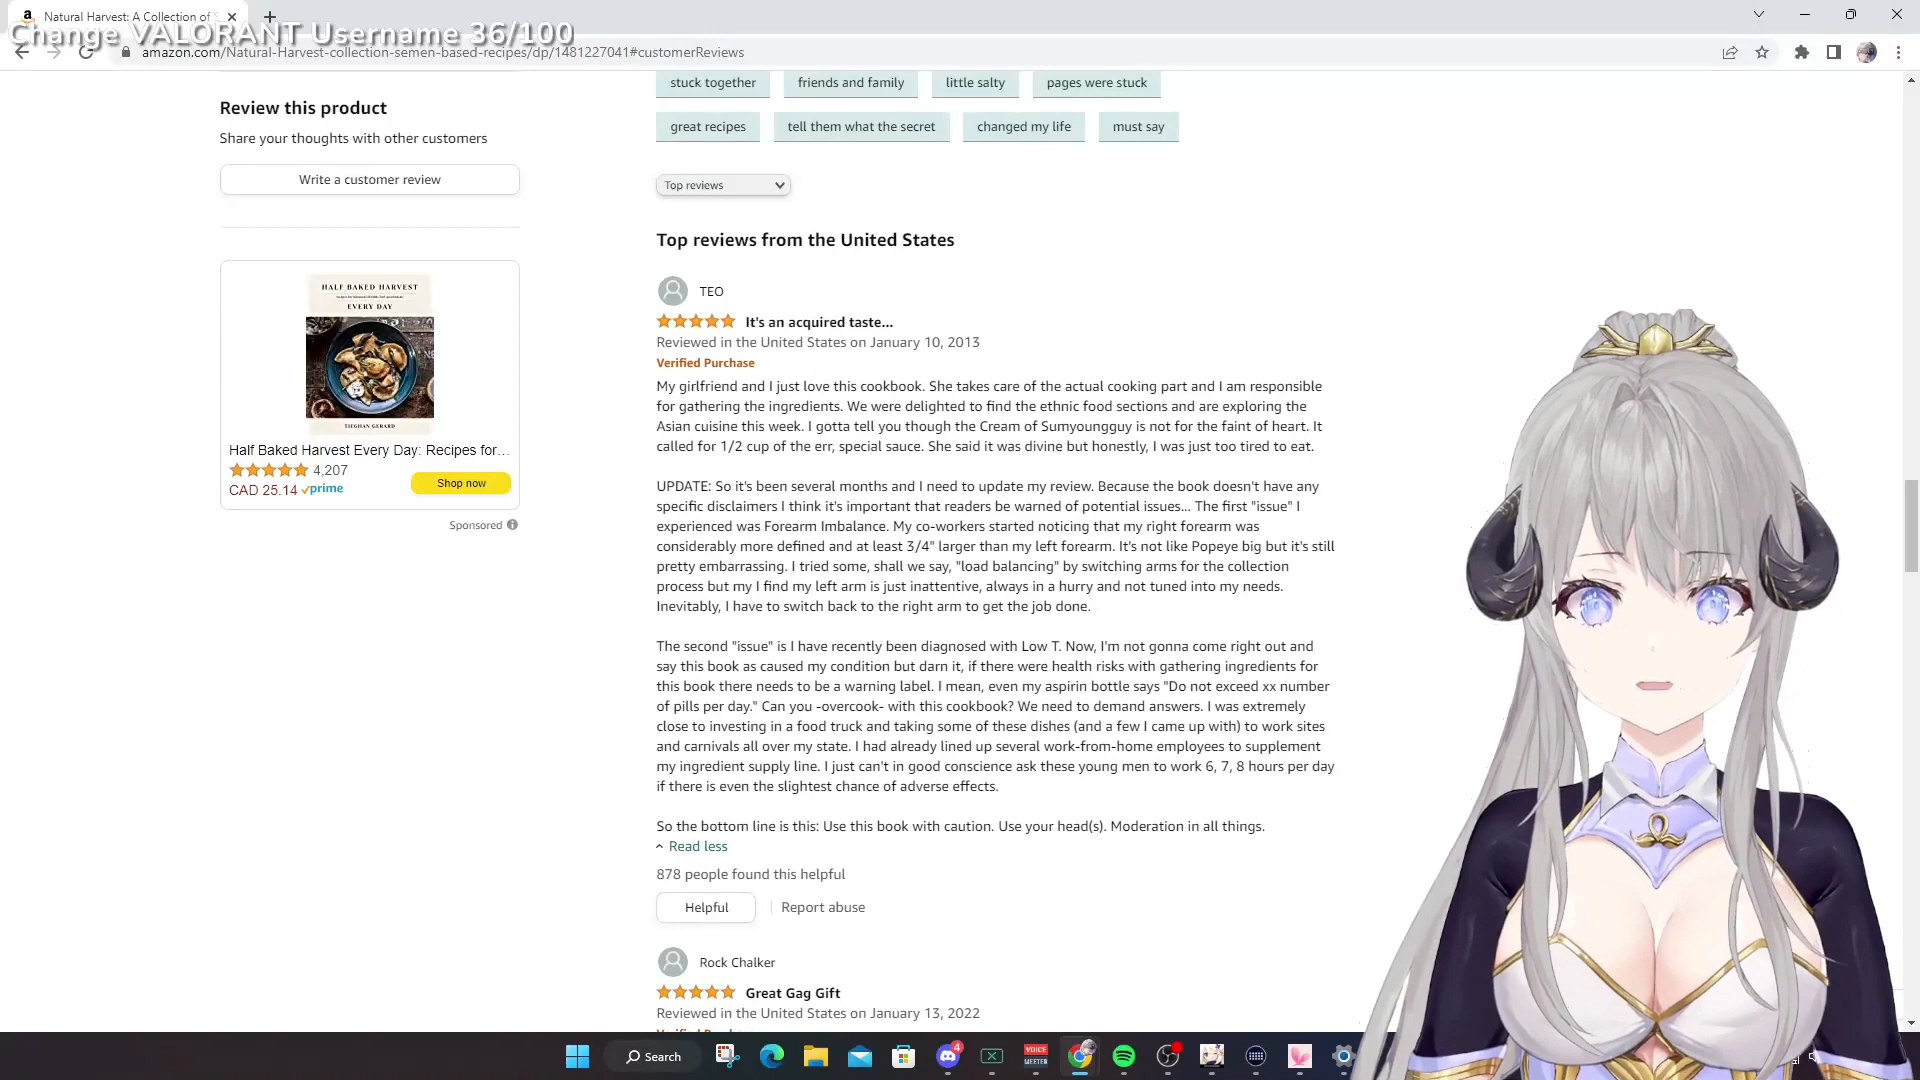 Natural Harvest: A Collection of S
Change VALORANT Username 36/100
amazon.com/Natural-Harvest-collection-semen-based-recipes/dp/1481227041#customerReviews
stuck together
friends and family
little salty
pages were stuck
great recipes
tell them what the secret
changed my life
must say
Review this product
Share your thoughts with other customers
Write a customer review
HALF BAKED HARVEST
EVERY DAY
TIEGHAN GERARD
Half Baked Harvest Every Day: Recipes for...
4,207
CAD 25.14 prime
Shop now
Sponsored
Top reviews
Top reviews from the United States
TEO
It's an acquired taste...
Reviewed in the United States on January 10, 2013
Verified Purchase
My girlfriend and I just love this cookbook. She takes care of the actual cooking part and I am responsible
for gathering the ingredients. We were delighted to find the ethnic food sections and are exploring the
Asian cuisine this week. I gotta tell you though the Cream of Sumyoungguy is not for the faint of heart. It
called for 1/2 cup of the err, special sauce. She said it was divine but honestly, I was just too tired to eat.
UPDATE: So it's been several months and I need to update my review. Because the book doesn't have any
specific disclaimers I think it's important that readers be warned of potential issues... The first "issue" I
experienced was Forearm Imbalance. My co-workers started noticing that my right forearm was
considerably more defined and at least 3/4" larger than my left forearm. It's not like Popeye big but it's still
pretty embarrassing. I tried some, shall we say, "load balancing" by switching arms for the collection
process but my I find my left arm is just inattentive, always in a hurry and not tuned into my needs.
Inevitably, I have to switch back to the right arm to get the job done.
The second "issue" is I have recently been diagnosed with Low T. Now, I'm not gonna come right out and
say this book as caused my condition but darn it, if there were health risks with gathering ingredients for
this book there needs to be a warning label. I mean, even my aspirin bottle says "Do not exceed xx number
of pills per day." Can you -overcook- with this cookbook? We need to demand answers. I was extremely
close to investing in a food truck and taking some of these dishes (and a few I came up with) to work sites
and carnivals all over my state. I had already lined up several work-from-home employees to supplement
my ingredient supply line. I just can't in good conscience ask these young men to work 6, 7, 8 hours per day
if there is even the slightest chance of adverse effects.
So the bottom line is this: Use this book with caution. Use your head(s). Moderation in all things.
Read less
878 people found this helpful
Helpful
Report abuse
Rock Chalker
Great Gag Gift
Reviewed in the United States on January 13, 2022
Search
4
VOICE
MEETER